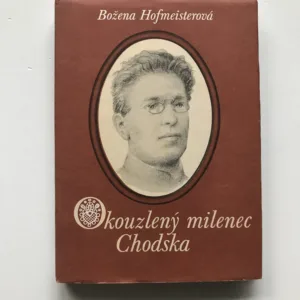 Božena Hofmeisterová
Okouzlený milenec
Chodska